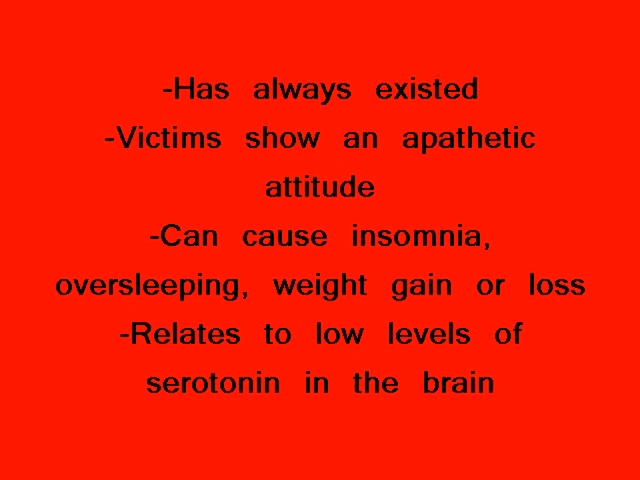 -Has always existed
-Victims show an apathetic
attitude
-Can cause insomnia,
oversleeping, weight gain or loss
-Relates to low levels of
serotonin in the brain